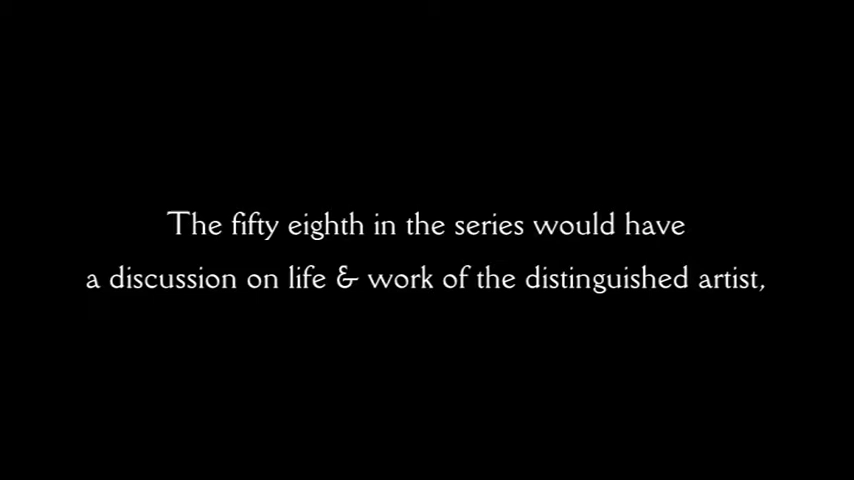 The fifty eighth in the series would have
a discussion on life & work of the distinguished artist,